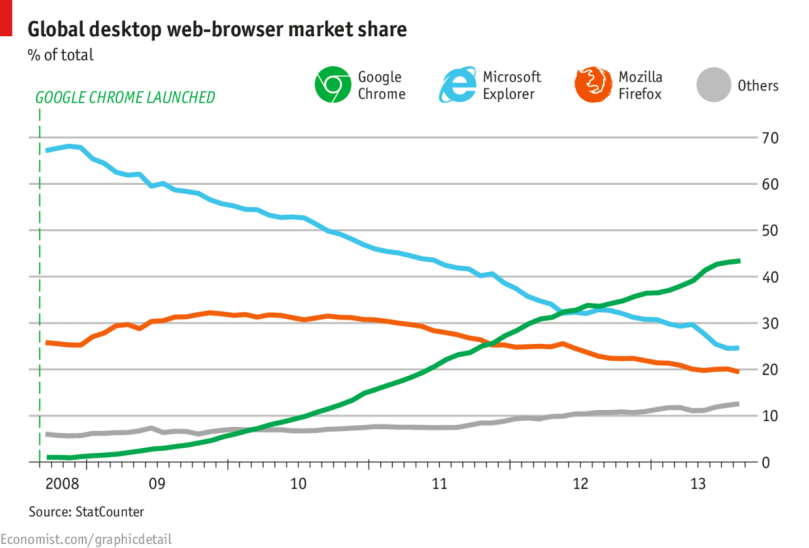 Global desktop web-browser market share
% of total
GOOGLE CHROME LAUNCHED
Google
Chrome
Microsoft
Explorer
Mozilla
Firefox
Others
70
60
50
40
30
20
10
0
2008 09 10 11 12 13
Source: StatCounter
Economist.com/graphicdetail